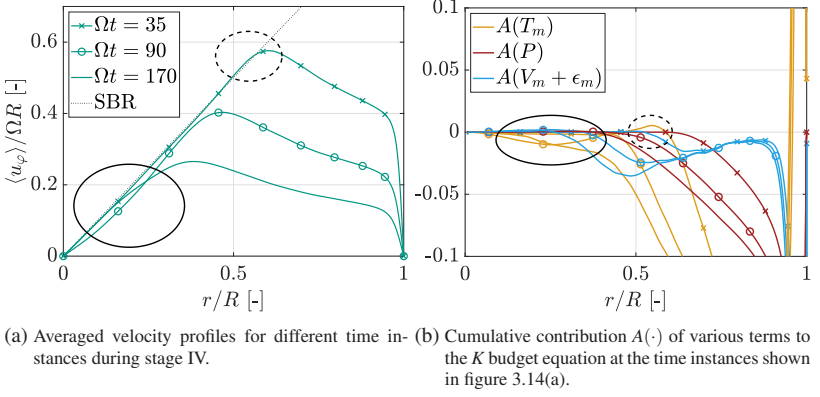 0.6
0.4
0.2
0
0
0.5
1
⟨u_φ⟩/ΩR [-]
r/R [-]
Ωt = 35
Ωt = 90
Ωt = 170
SBR
0.1
0.05
0
-0.05
-0.1
0
0.5
1
r/R [-]
A(T_m)
A(P)
A(V_m + ϵ_m)
(a) Averaged velocity profiles for different time in-
stances during stage IV.
(b) Cumulative contribution A(·) of various terms to
the K budget equation at the time instances shown
in figure 3.14(a).